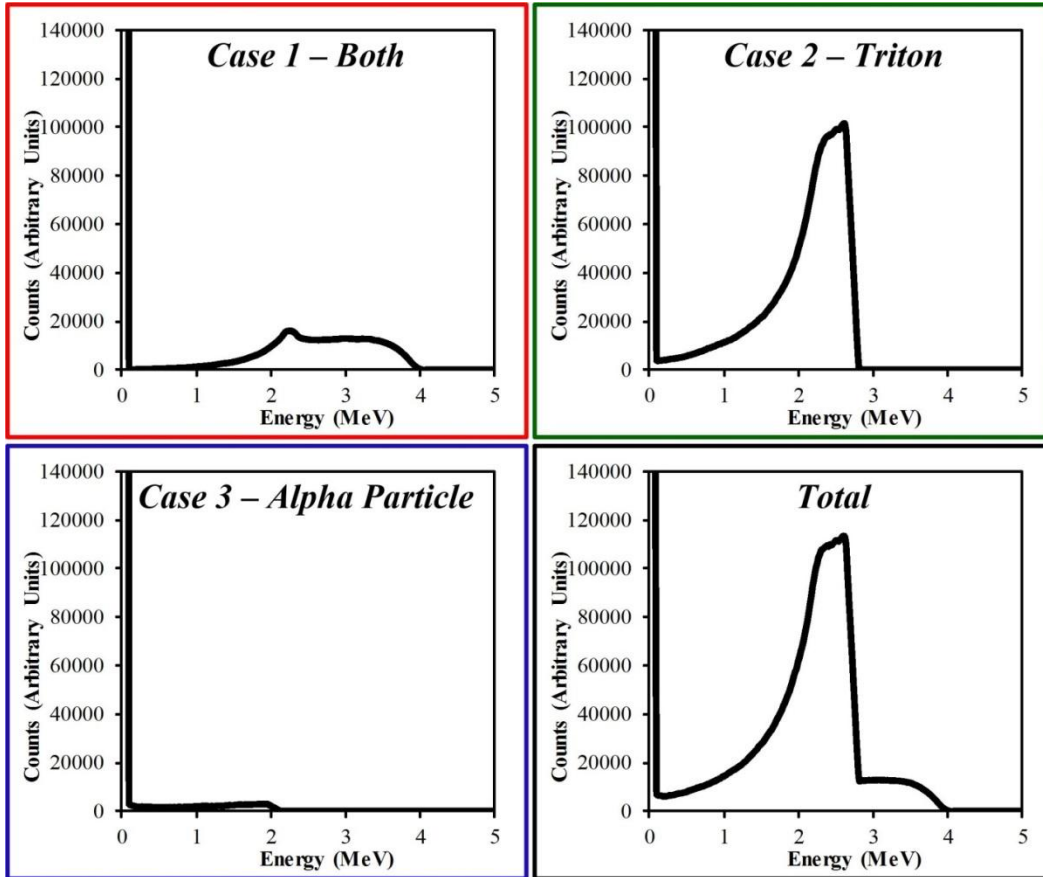 Case 1 – Both
Counts (Arbitrary Units)
140000
120000
100000
80000
60000
40000
20000
0
0 1 2 3 4 5
Energy (MeV)
Case 2 – Triton
Counts (Arbitrary Units)
140000
120000
100000
80000
60000
40000
20000
0
0 1 2 3 4 5
Energy (MeV)
Case 3 – Alpha Particle
Counts (Arbitrary Units)
140000
120000
100000
80000
60000
40000
20000
0
0 1 2 3 4 5
Energy (MeV)
Total
Counts (Arbitrary Units)
140000
120000
100000
80000
60000
40000
20000
0
0 1 2 3 4 5
Energy (MeV)